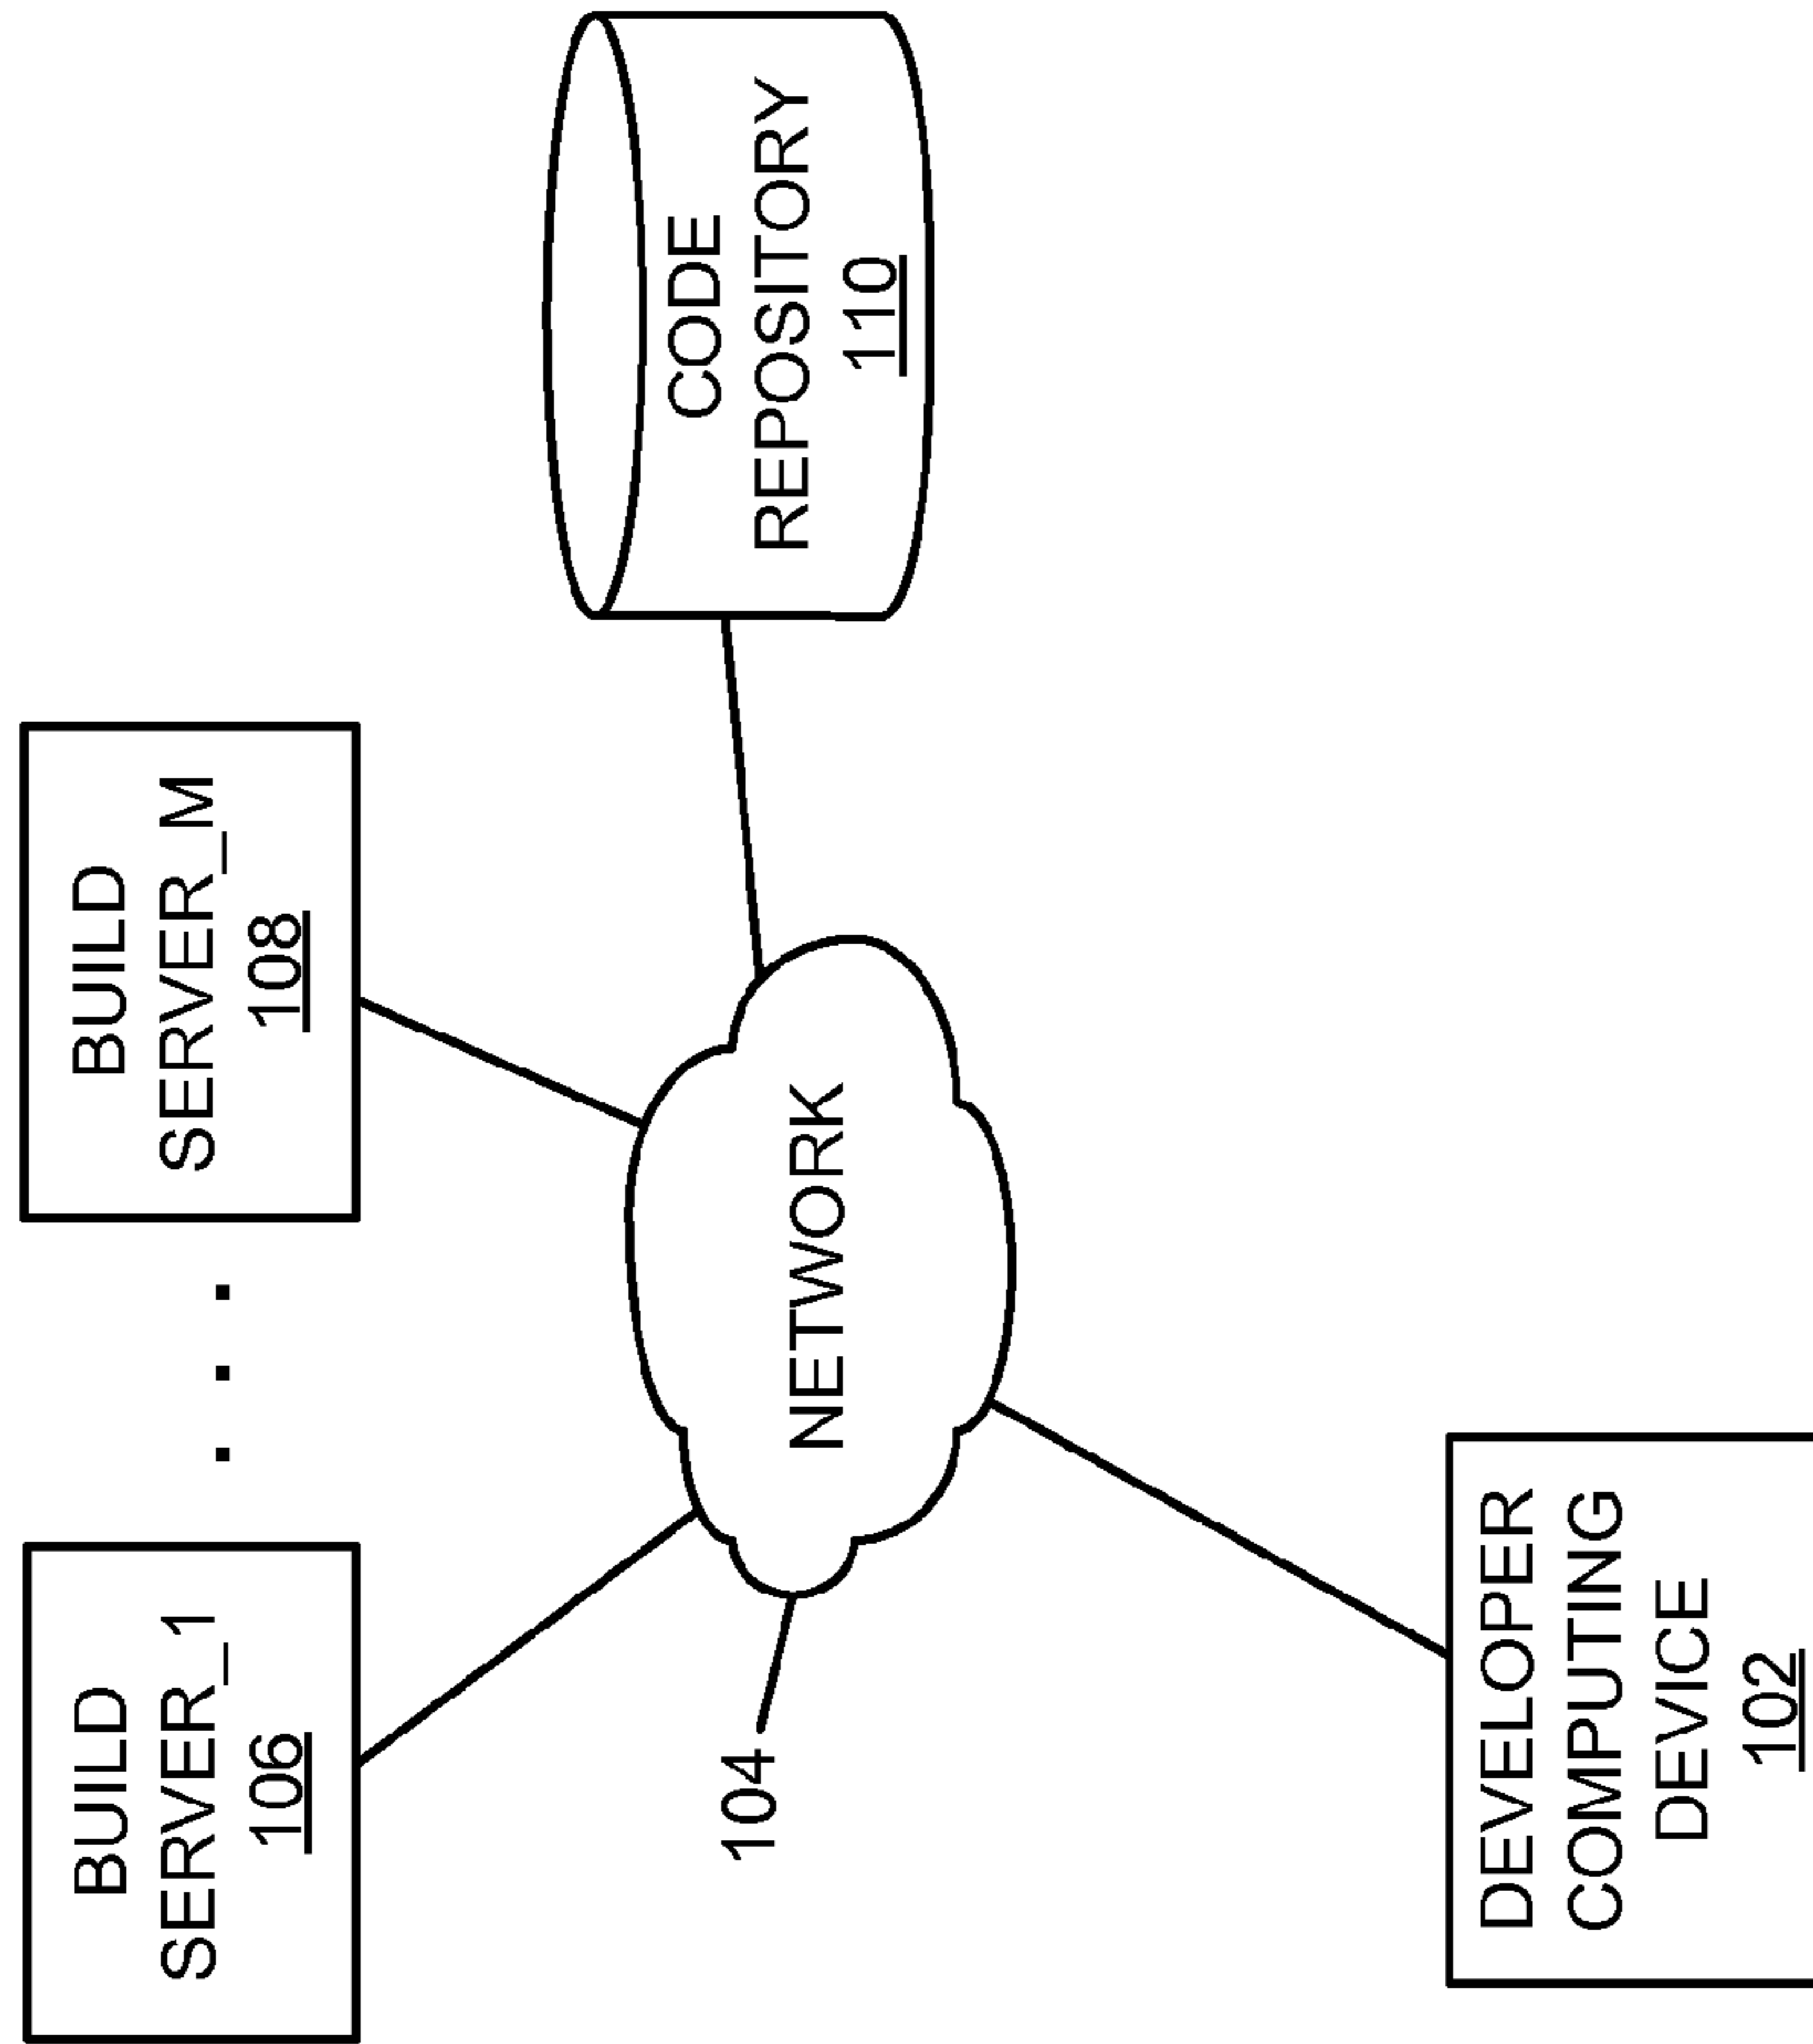 BUILD
SERVER_1
106
. . .
BUILD
SERVER_M
108
NETWORK
104
CODE
REPOSITORY
110
DEVELOPER
COMPUTING
DEVICE
102